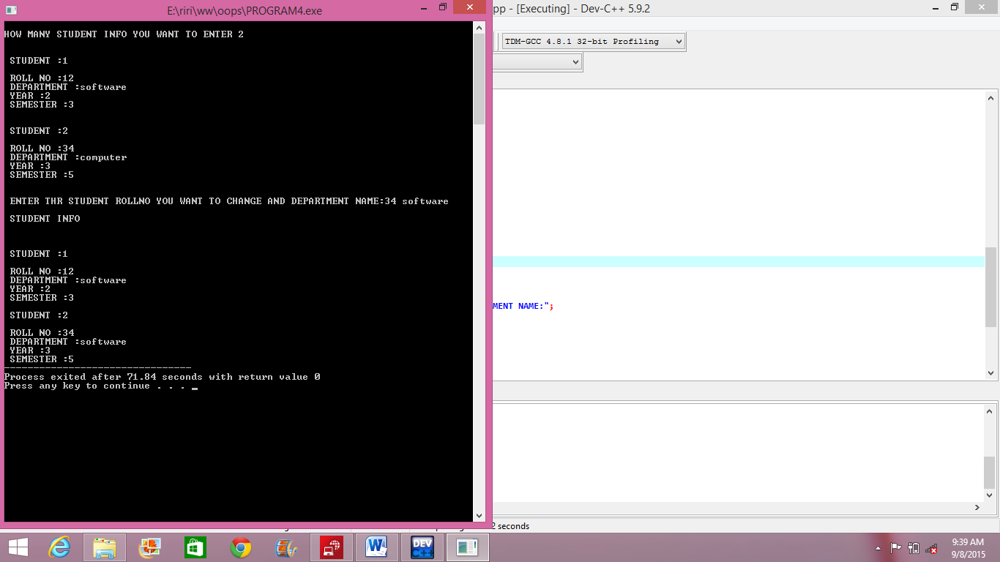 E:\riri\ww\oops\PROGRAM4.exe
pp - [Executing] - Dev-C++ 5.9.2
TDM-GCC 4.8.1 32-bit Profiling
HOW MANY STUDENT INFO YOU WANT TO ENTER 2
STUDENT :1
ROLL NO :12
DEPARTMENT :software
YEAR :2
SEMESTER :3
STUDENT :2
ROLL NO :34
DEPARTMENT :computer
YEAR :3
SEMESTER :5
ENTER THR STUDENT ROLLNO YOU WANT TO CHANGE AND DEPARTMENT NAME:34 software
STUDENT INFO
STUDENT :1
ROLL NO :12
DEPARTMENT :software
YEAR :2
SEMESTER :3
STUDENT :2
ROLL NO :34
DEPARTMENT :software
YEAR :3
SEMESTER :5
--------------------------------
Process exited after 71.84 seconds with return value 0
Press any key to continue . . . _
MENT NAME:";
2 seconds
DEV
C++
9:39 AM
9/8/2015